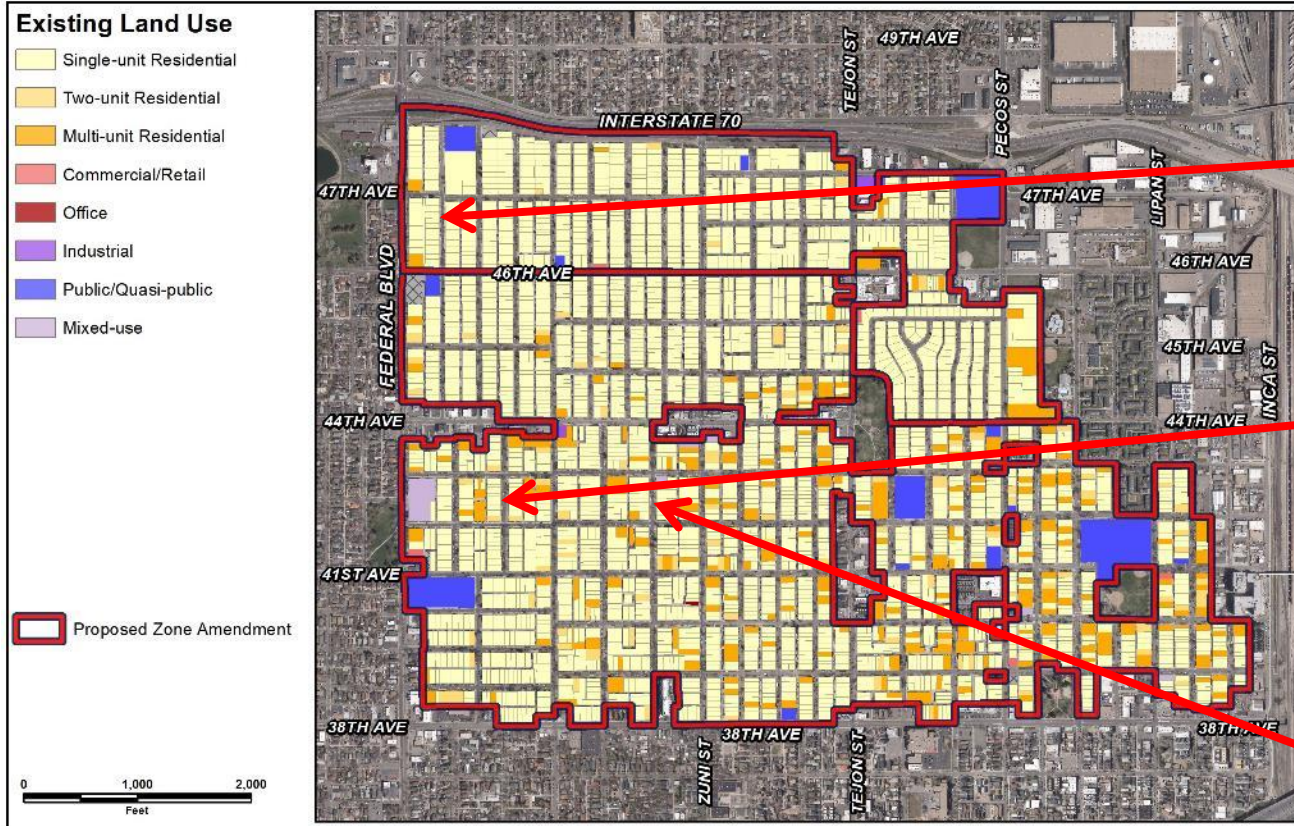 Existing Land Use
Single-unit Residential
Two-unit Residential
Multi-unit Residential
Commercial/Retail
Office
Industrial
Public/Quasi-public
Mixed-use
Proposed Zone Amendment
0 1,000 2,000
Feet
49TH AVE
TEJON ST
PECOS ST
INTERSTATE 70
LIPAN ST
47TH AVE
47TH AVE
46TH AVE
46TH AVE
FEDERAL BLVD
45TH AVE
INCA ST
44TH AVE
44TH AVE
41ST AVE
38TH AVE
38TH AVE
38TH AVE
ZUNI ST
TEJON ST